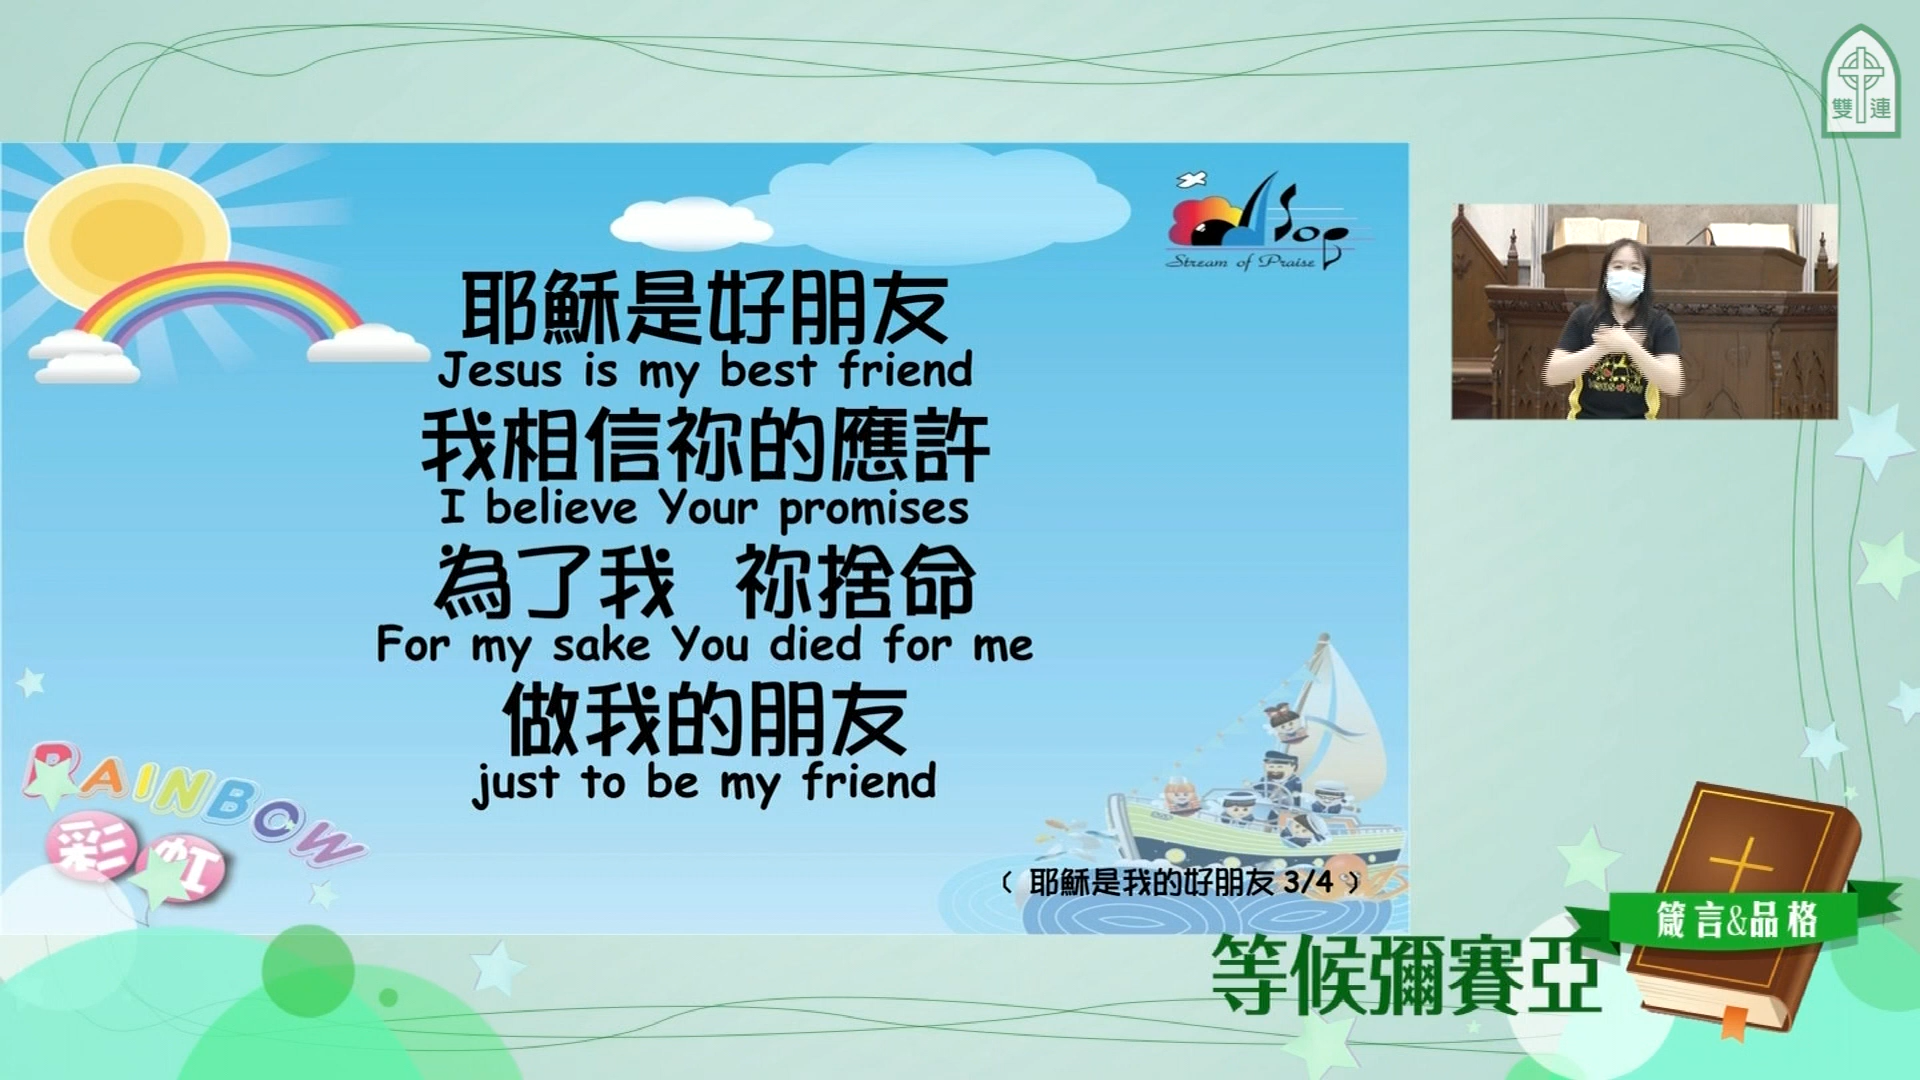 雙連
Sop
Stream of Praise
耶穌是好朋友
Jesus is my best friend
我相信祢的應許
I believe Your promises
為了我 祢捨命
For my sake You died for me
做我的朋友
just to be my friend
RAINBOW
彩虹
( 耶穌是我的好朋友 3/4 )
箴言&品格
等候彌賽亞